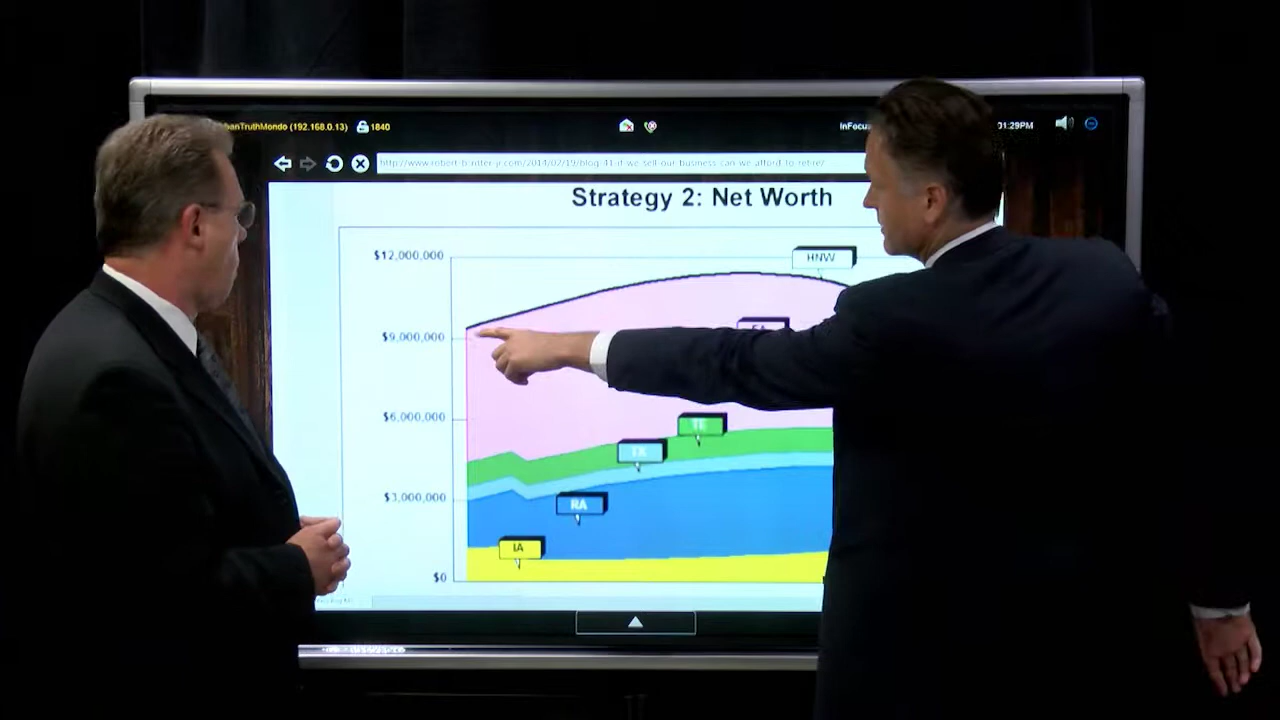 (192.168.0.13) 1840
InFocus
01:29PM
Strategy 2: Net Worth
$12,000,000
HNW
$9,000,000
$6,000,000
TX
$3,000,000
RA
IA
$0